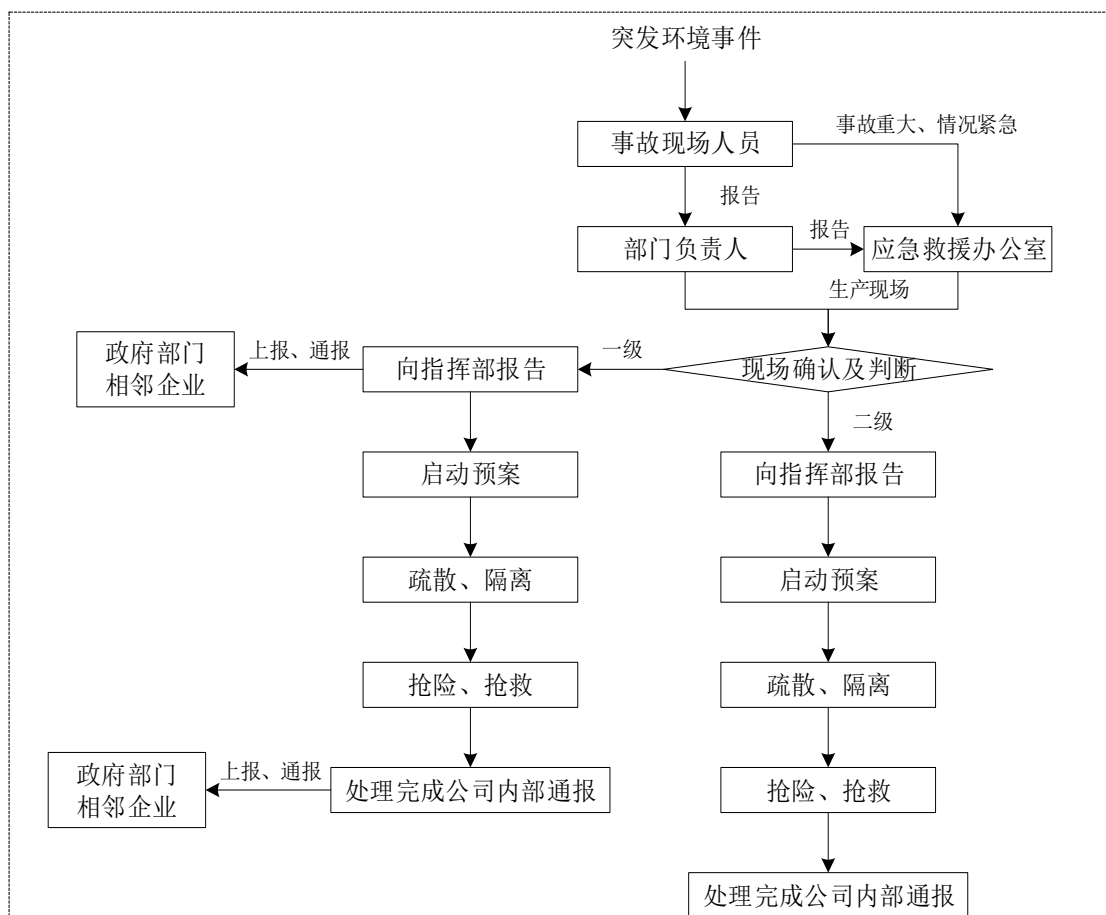 突发环境事件
事故重大、情况紧急
事故现场人员
报告
部门负责人
报告
应急救援办公室
生产现场
政府部门
相邻企业
上报、通报
向指挥部报告
一级
现场确认及判断
二级
启动预案
向指挥部报告
疏散、隔离
启动预案
抢险、抢救
疏散、隔离
政府部门
相邻企业
上报、通报
处理完成公司内部通报
抢险、抢救
处理完成公司内部通报